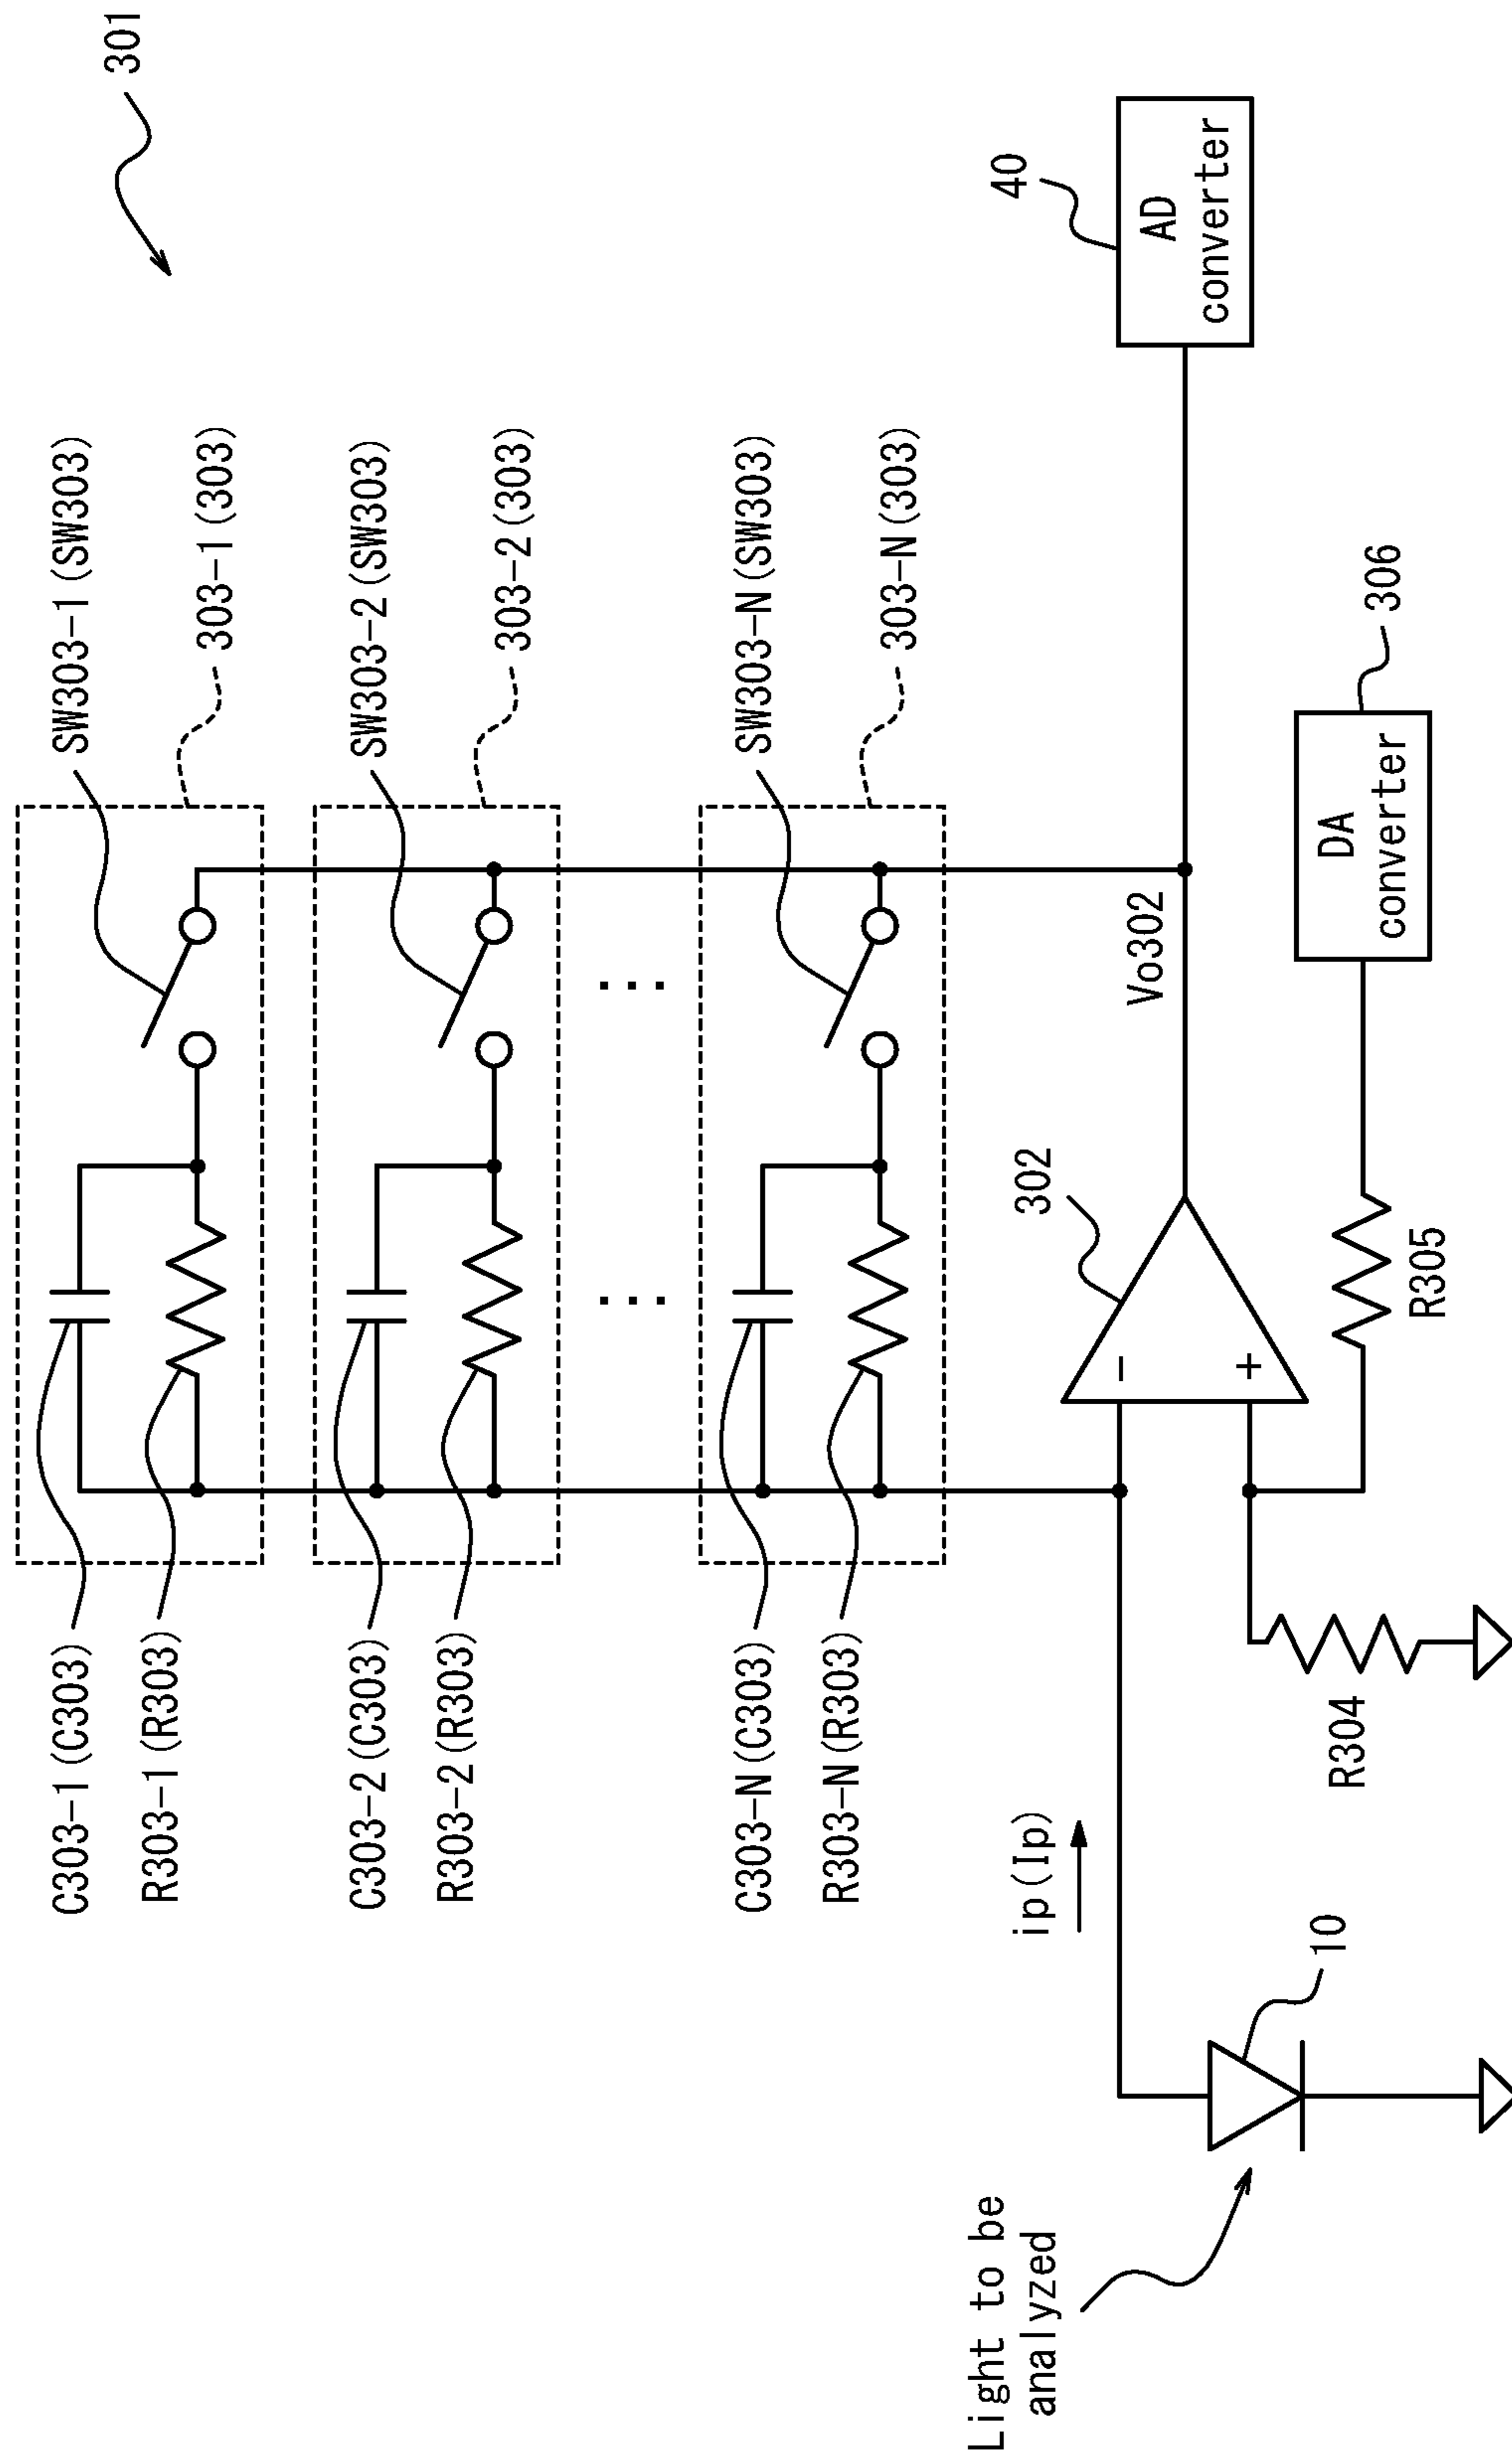 301
SW303-1(SW303)
303-1(303)
C303-1(C303)
R303-1(R303)
SW303-2(SW303)
303-2(303)
C303-2(C303)
R303-2(R303)
...
...
SW303-N(SW303)
303-N(303)
C303-N(C303)
R303-N(R303)
ip(Ip)
302
−
+
Vo302
40
AD
converter
Light to be
analyzed
10
R304
R305
DA
converter
306